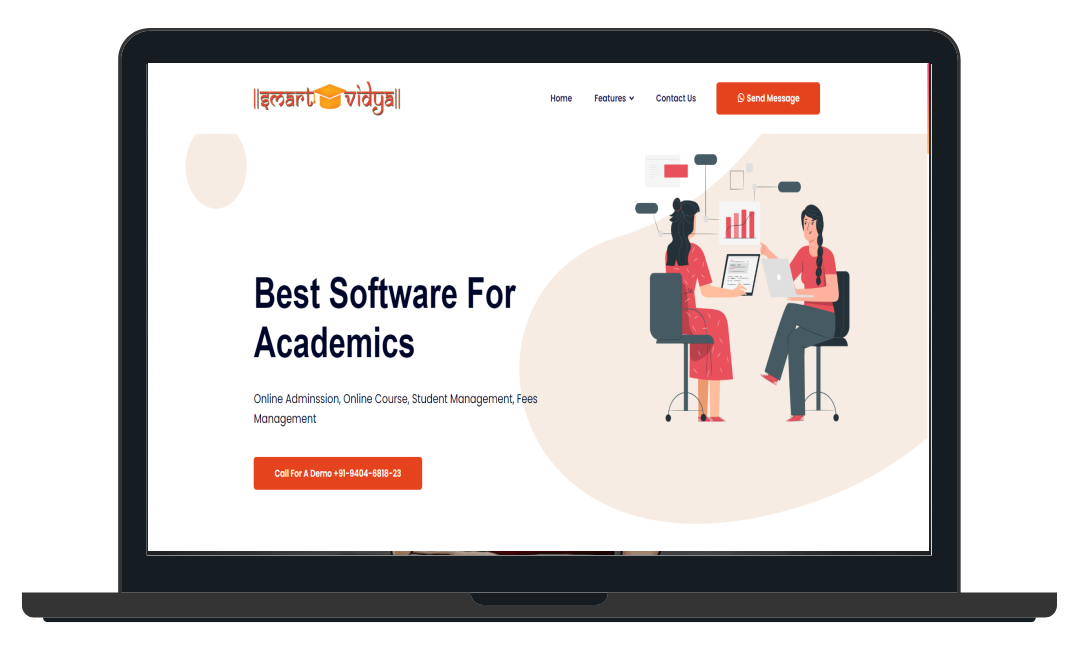 ||smart vidya||
Home
Features
Contact Us
Send Message
Best Software For
Academics
Online Adminssion, Online Course, Student Management, Fees
Management
Call For A Demo +91-9404-6818-23